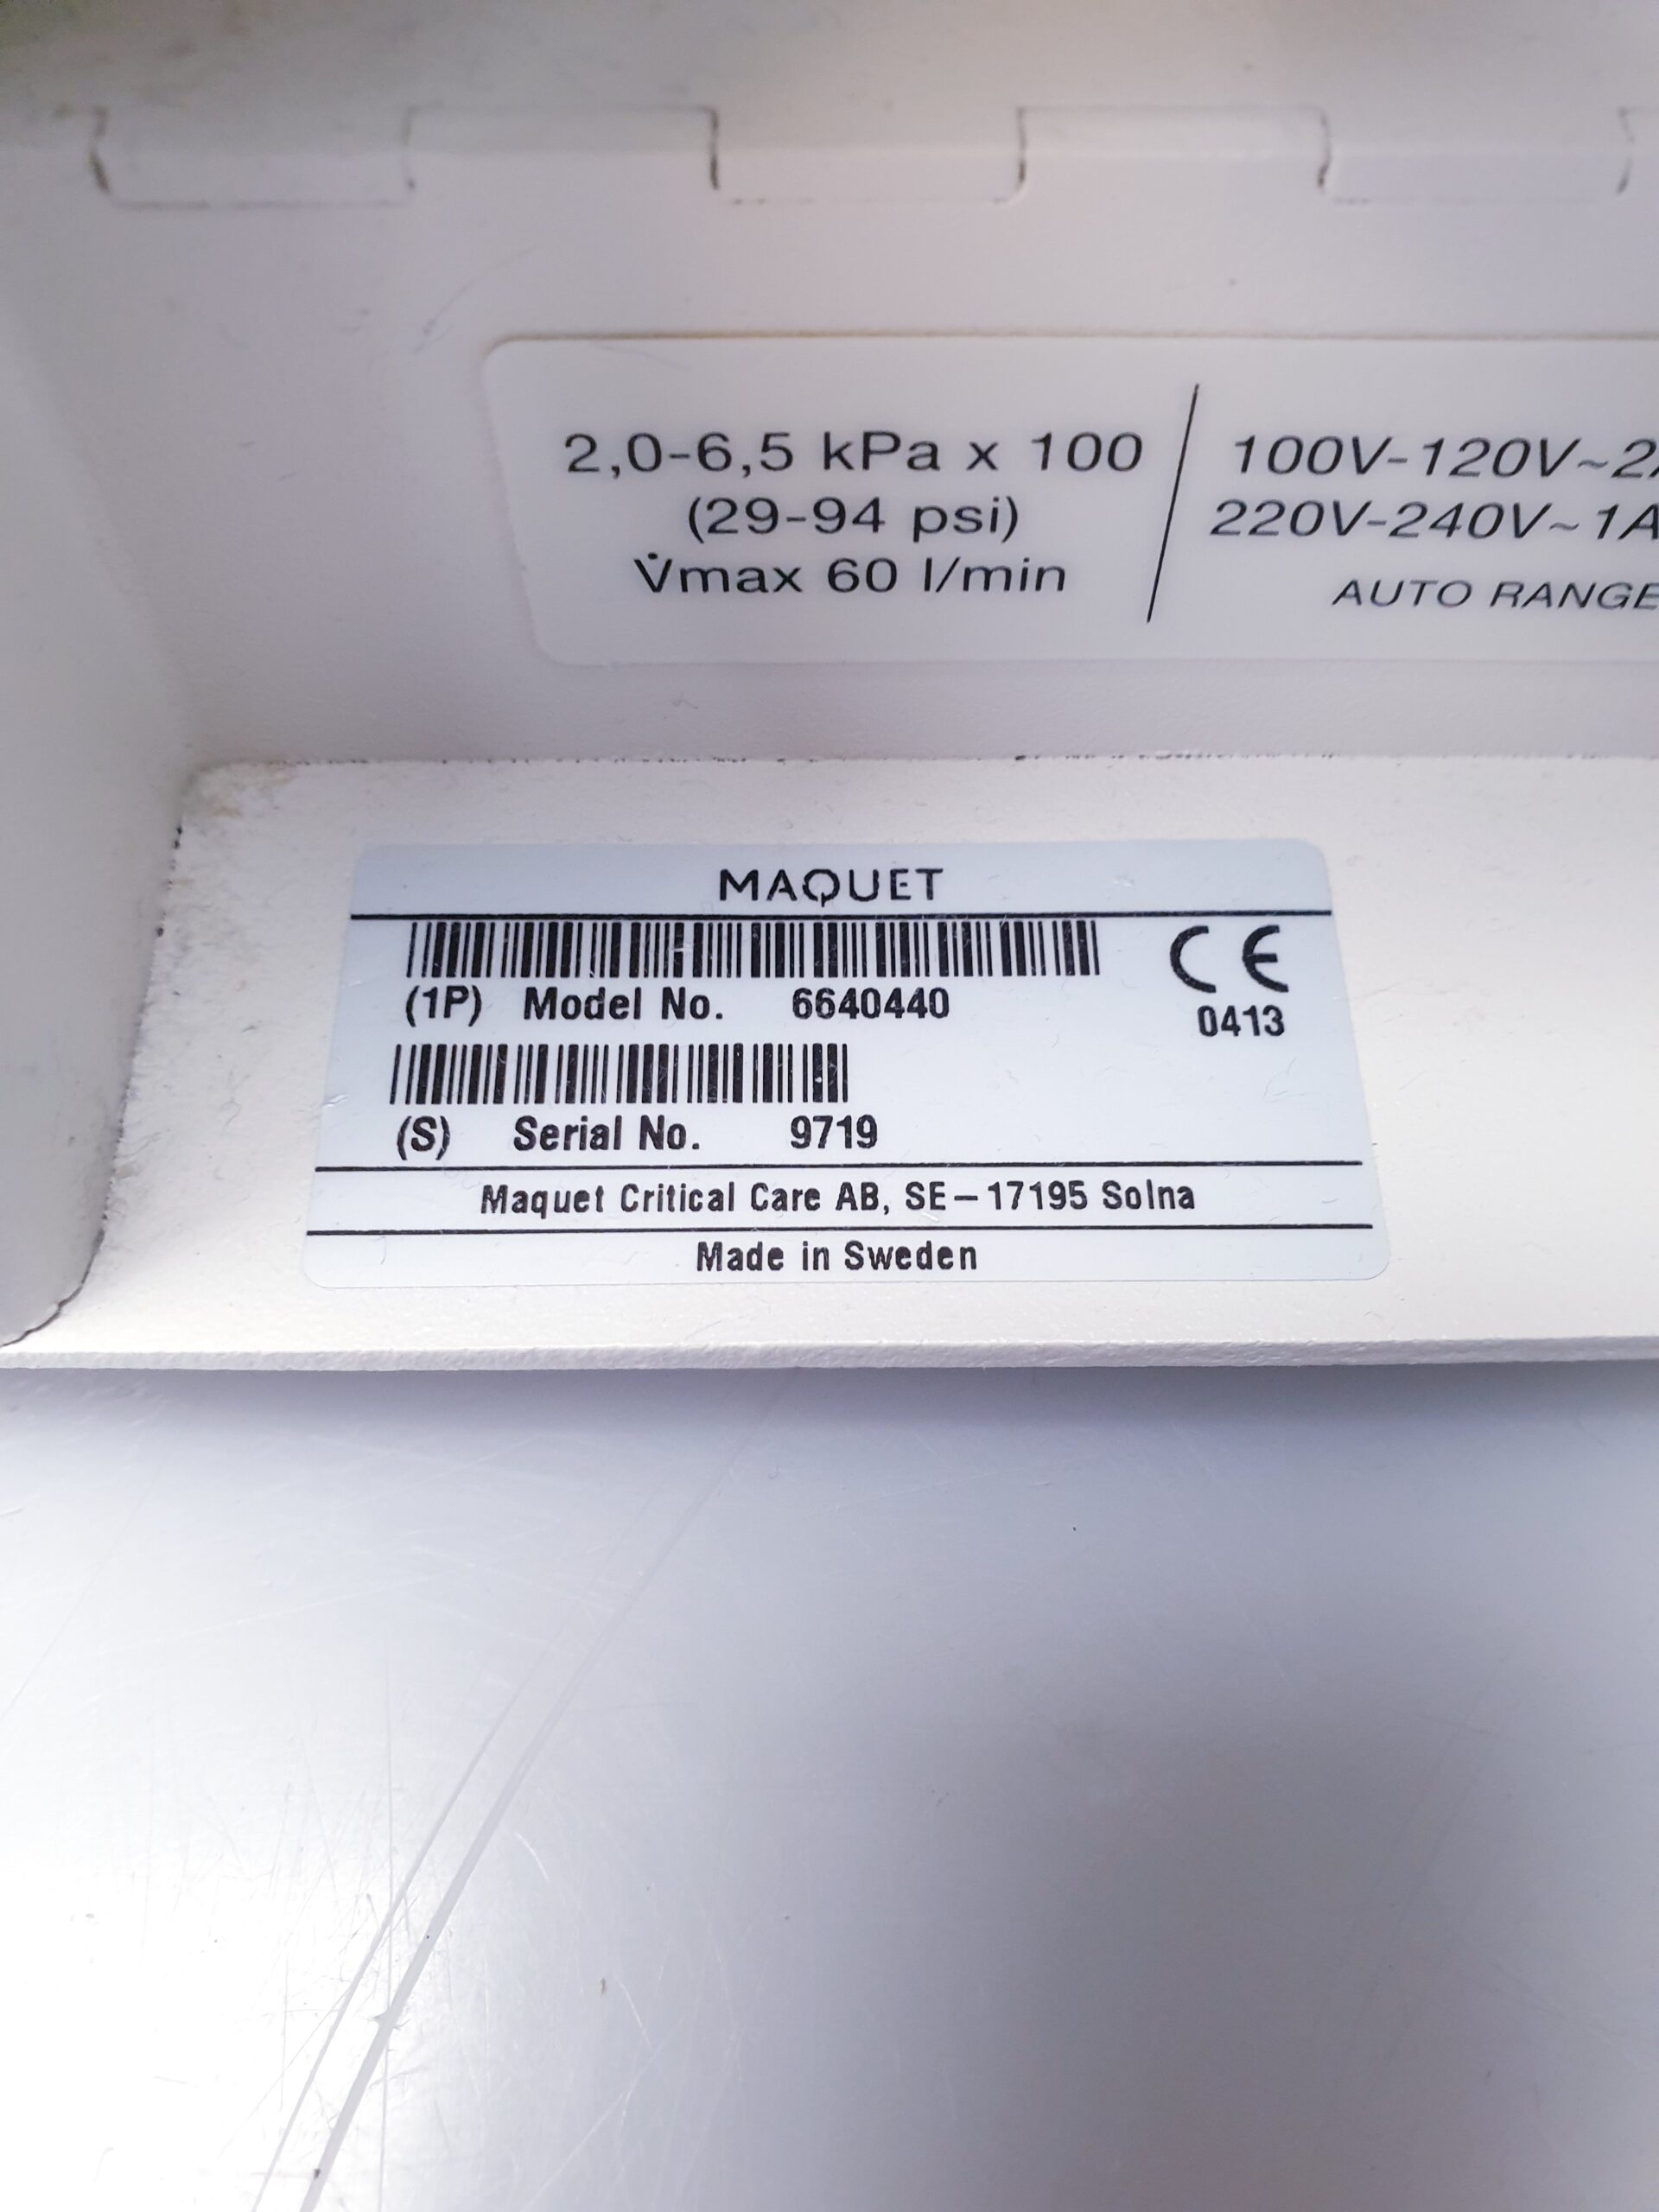 2,0-6,5 kPa x 100
(29-94 psi)
V̇max 60 l/min
100V-120V~2
220V-240V~1A
AUTO RANGE
MAQUET
(1P) Model No. 6640440
CE
0413
(S) Serial No. 9719
Maquet Critical Care AB, SE-17195 Solna
Made in Sweden